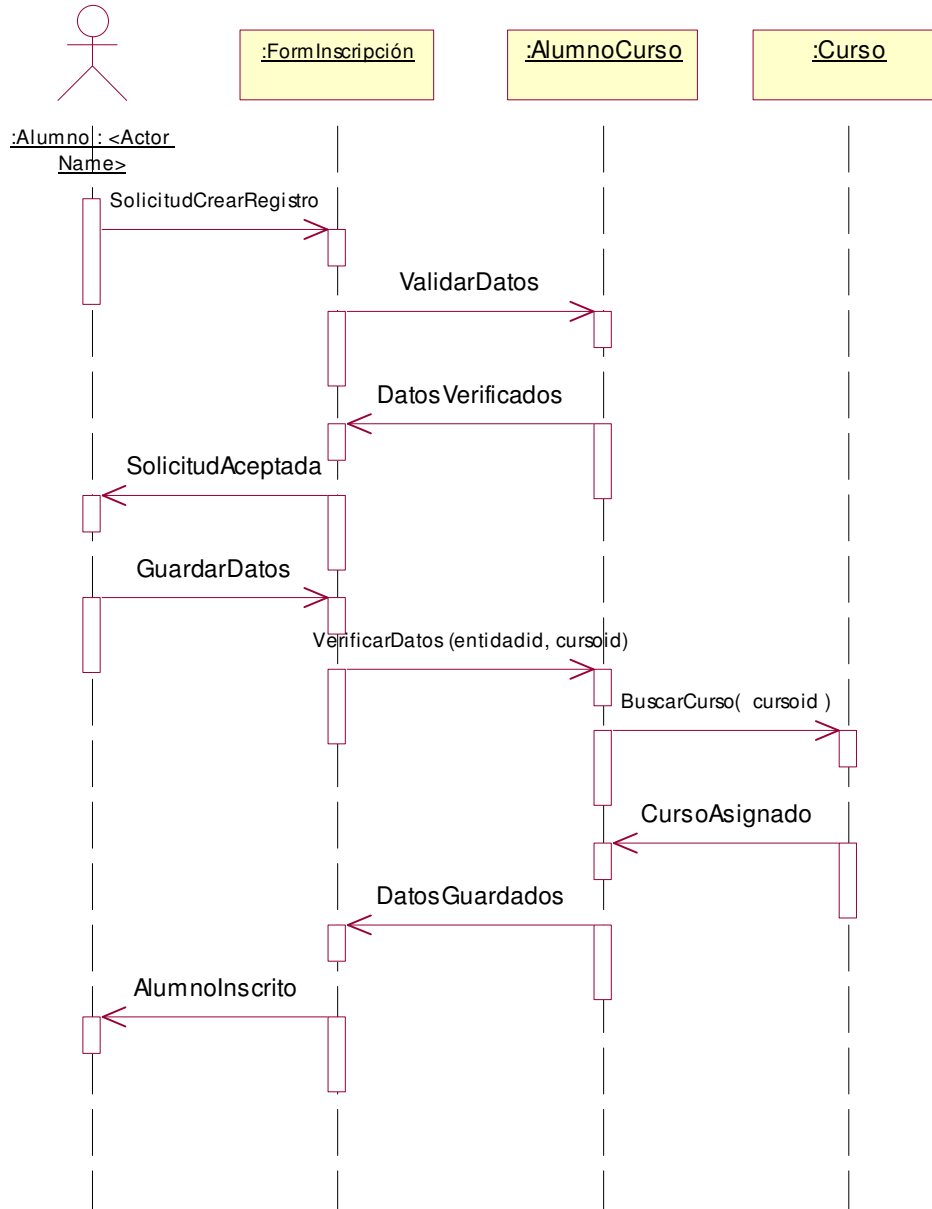 :FormInscripción
:AlumnoCurso
:Curso
:Alumno : <Actor
Name>
SolicitudCrearRegistro
ValidarDatos
DatosVerificados
SolicitudAceptada
GuardarDatos
VerificarDatos (entidadid, cursoid)
BuscarCurso( cursoid )
CursoAsignado
DatosGuardados
AlumnoInscrito